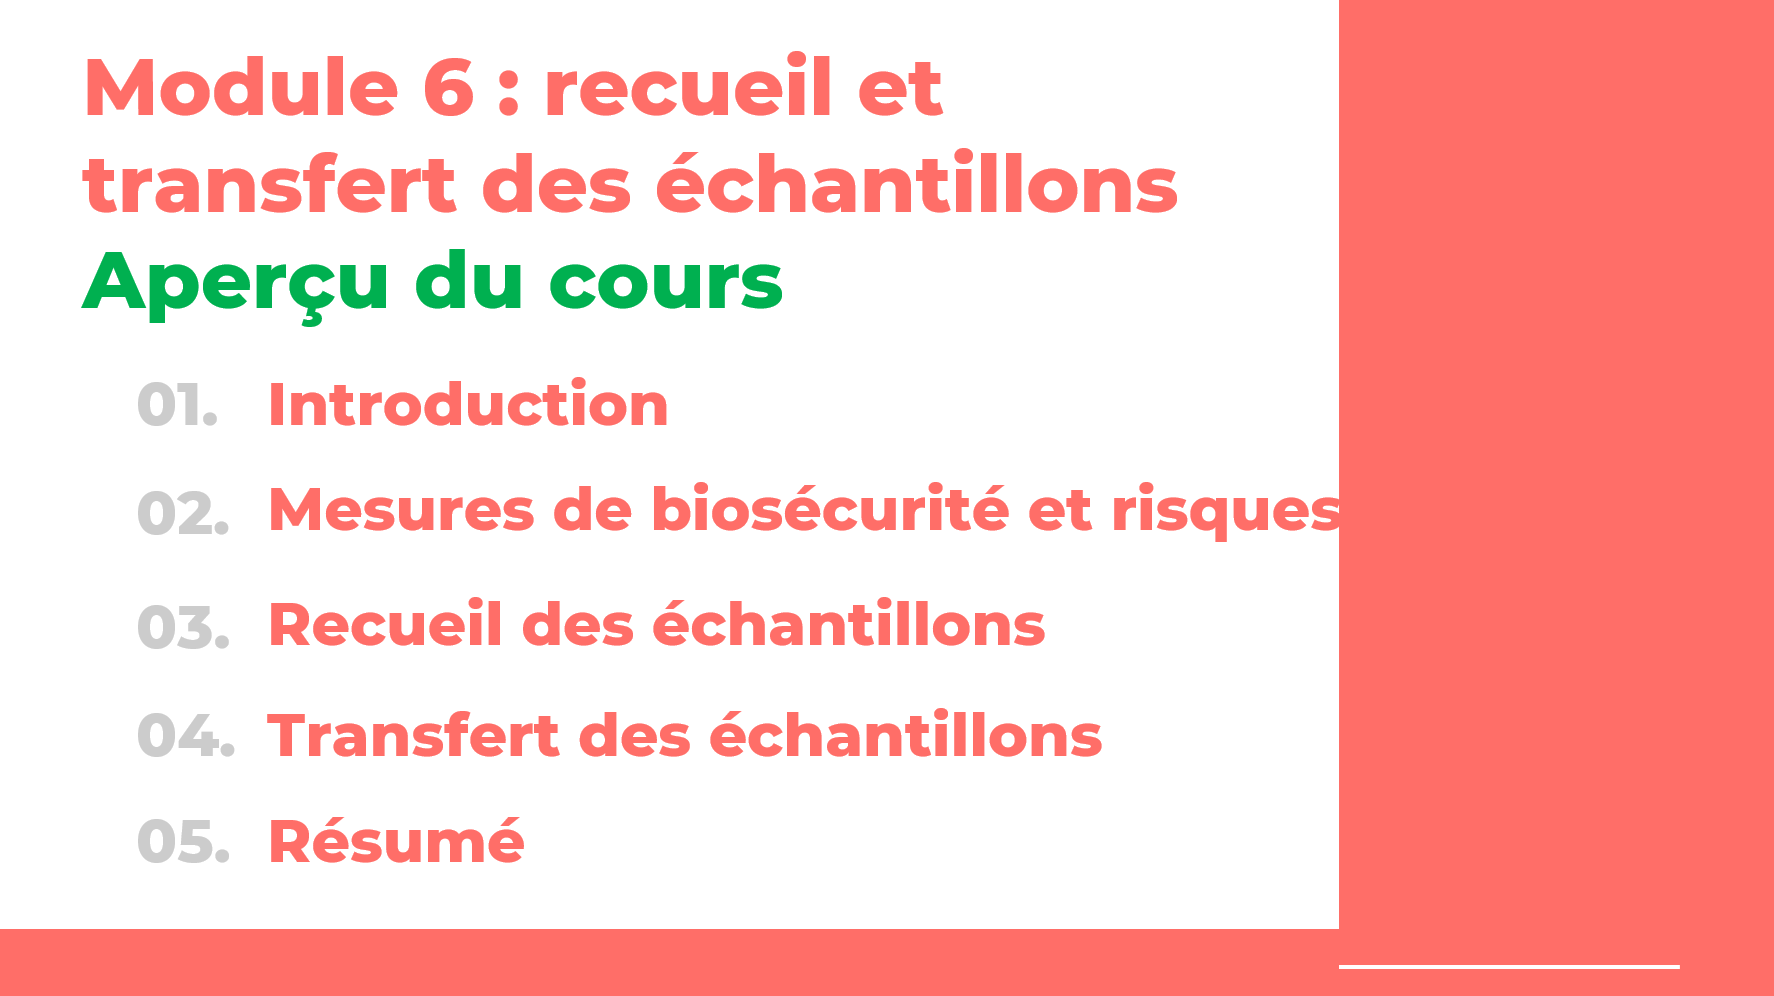 Module 6 : recueil et
transfert des échantillons
Aperçu du cours
01. Introduction
02. Mesures de biosécurité et risques
03. Recueil des échantillons
04. Transfert des échantillons
05. Résumé